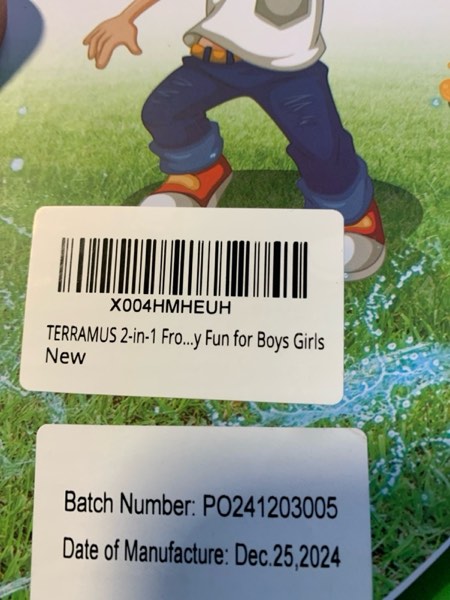 X004HMHEUH
TERRAMUS 2-in-1 Fro...y Fun for Boys Girls
New
Batch Number: PO241203005
Date of Manufacture: Dec.25,2024